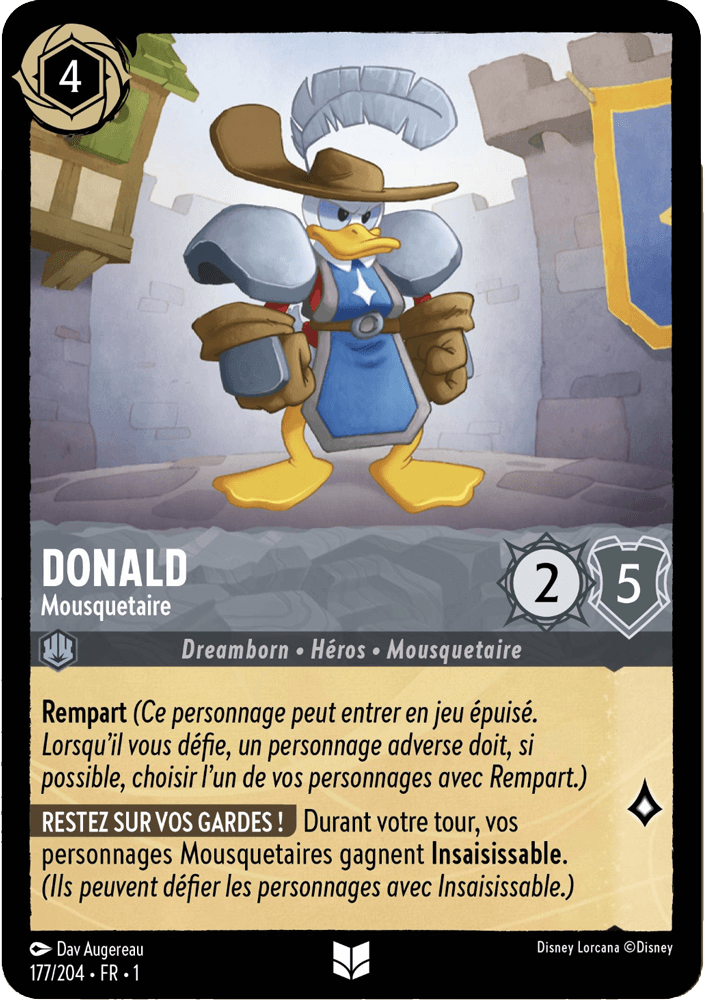 4
DONALD
Mousquetaire
2
5
Dreamborn • Héros • Mousquetaire
Rempart (Ce personnage peut entrer en jeu épuisé.
Lorsqu'il vous défie, un personnage adverse doit, si
possible, choisir l'un de vos personnages avec Rempart.)
RESTEZ SUR VOS GARDES ! Durant votre tour, vos
personnages Mousquetaires gagnent Insaisissable.
(Ils peuvent défier les personnages avec Insaisissable.)
Dav Augereau
Disney Lorcana ©Disney
177/204 • FR • 1